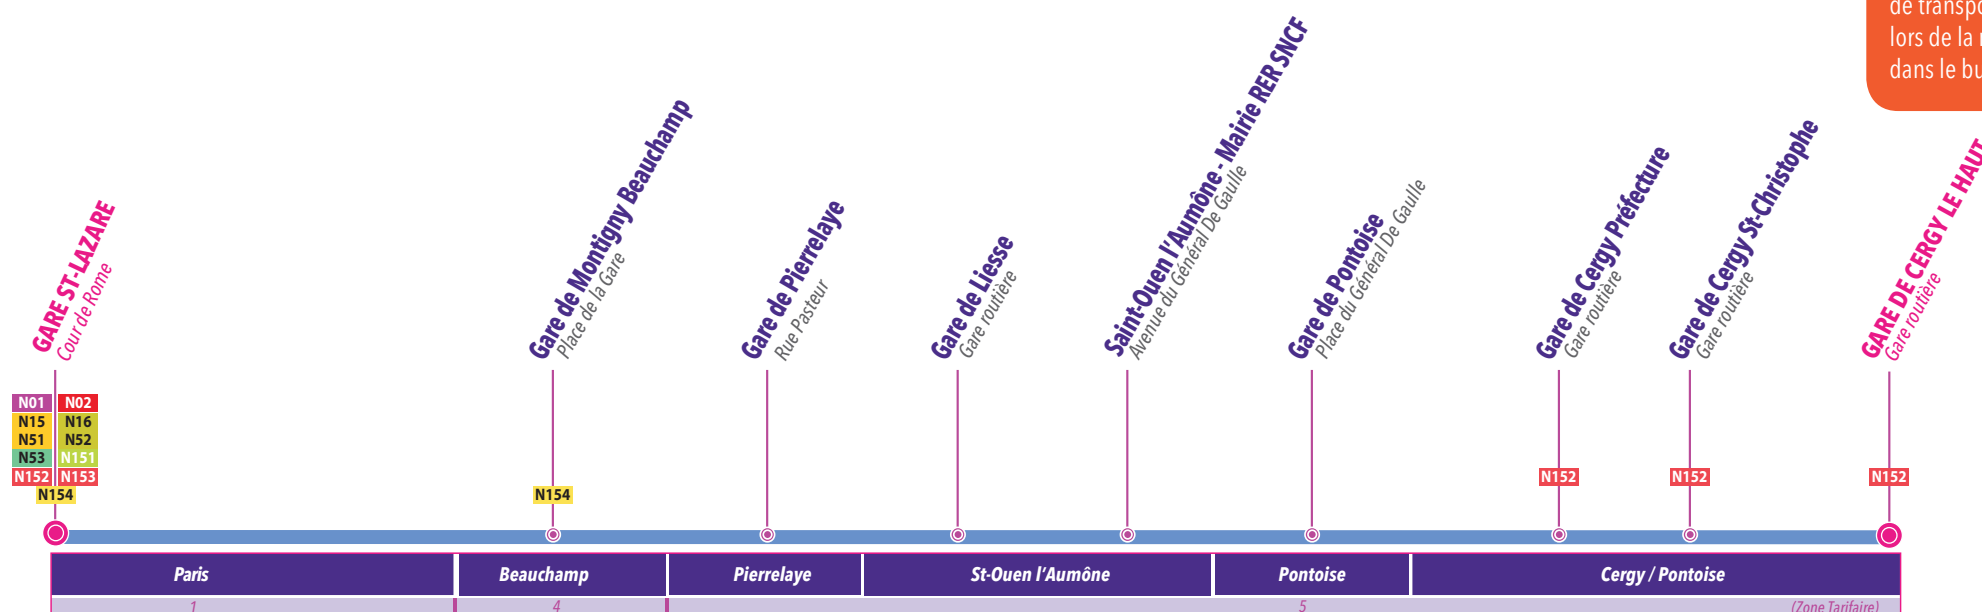 de transpo
lors de la
dans le bu
GARE ST-LAZARE
Cour de Rome
Gare de Montigny Beauchamp
Place de la Gare
Gare de Pierrelaye
Rue Pasteur
Gare de Liesse
Gare routière
Saint-Ouen l'Aumône - Mairie RER SNCF
Avenue du Général De Gaulle
Gare de Pontoise
Place du Général De Gaulle
Gare de Cergy Préfecture
Gare routière
Gare de Cergy St-Christophe
Gare routière
GARE DE CERGY LE HAUT
Gare routière
N01 N02
N15 N16
N51 N52
N53 N151
N152 N153
N154
N154
N152
N152
N152
Paris Beauchamp Pierrelaye St-Ouen l'Aumône Pontoise Cergy / Pontoise
1 4 5 (Zone Tarifaire)